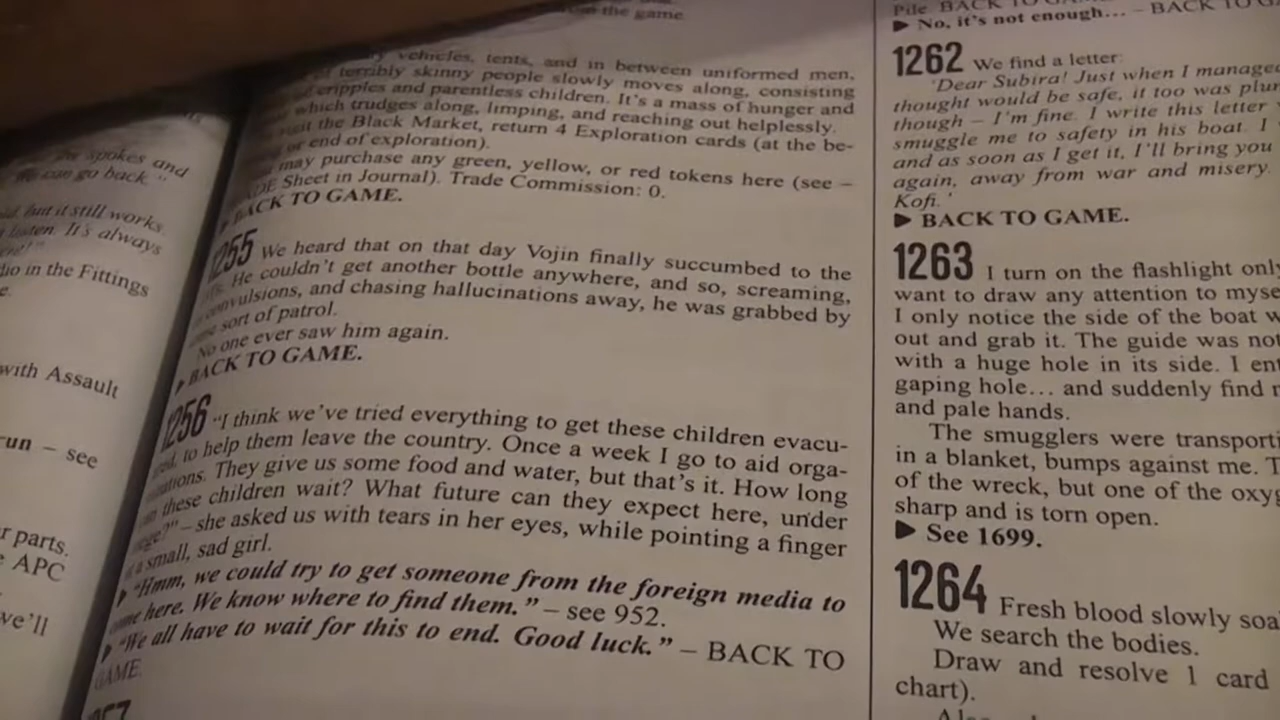 the game
spokes and
can go back."
but it still works.
listen. It's always
in the Fittings
with Assault
run – see
parts.
APC
we'll
vehicles, tents, and in between uniformed men,
of terribly skinny people slowly moves along, consisting
cripples and parentless children. It's a mass of hunger and
which trudges along, limping, and reaching out helplessly.
visit the Black Market, return 4 Exploration cards (at the be-
or end of exploration).
may purchase any green, yellow, or red tokens here (see –
Sheet in Journal). Trade Commission: 0.
BACK TO GAME.
1255 We heard that on that day Vojin finally succumbed to the
He couldn't get another bottle anywhere, and so, screaming,
convulsions, and chasing hallucinations away, he was grabbed by
sort of patrol.
No one ever saw him again.
▶ BACK TO GAME.
1256 "I think we've tried everything to get these children evacu-
to help them leave the country. Once a week I go to aid orga-
They give us some food and water, but that's it. How long
these children wait? What future can they expect here, under
– she asked us with tears in her eyes, while pointing a finger
a small, sad girl.
▶ "Hmm, we could try to get someone from the foreign media to
here. We know where to find them." – see 952.
▶ "We all have to wait for this to end. Good luck." – BACK TO
GAME.
Pile BACK TO
▶ No, it's not enough... – BACK TO
1262 We find a letter:
'Dear Subira! Just when I managed
thought would be safe, it too was
though – I'm fine. I write this letter
smuggle me to safety in his boat. I
and as soon as I get it, I'll bring you
again, away from war and misery.
Kofi.'
▶ BACK TO GAME.
1263 I turn on the flashlight only
want to draw any attention to
I only notice the side of the boat
out and grab it. The guide was not
with a huge hole in its side. I
gaping hole... and suddenly find
and pale hands.
The smugglers were
in a blanket, bumps against me.
of the wreck, but one of the
sharp and is torn open.
▶ See 1699.
1264 Fresh blood slowly
We search the bodies.
Draw and resolve 1 card
chart).